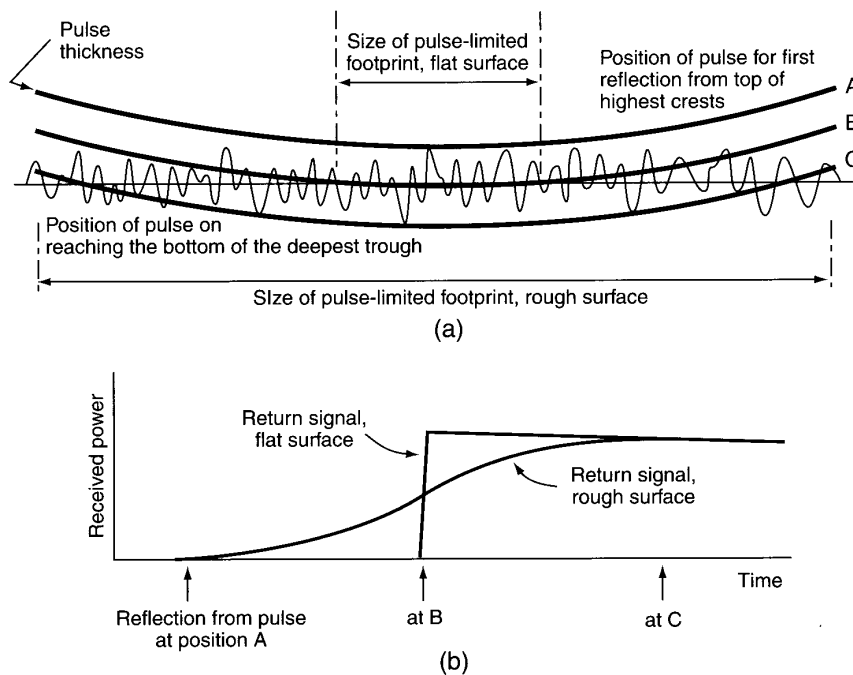 Pulse
thickness
Size of pulse-limited
footprint, flat surface
Position of pulse for first
reflection from top of
highest crests
A
B
C
Position of pulse on
reaching the bottom of the deepest trough
SIze of pulse-limited footprint, rough surface
(a)
Received power
Return signal,
flat surface
Return signal,
rough surface
Time
Reflection from pulse
at position A
at B
at C
(b)